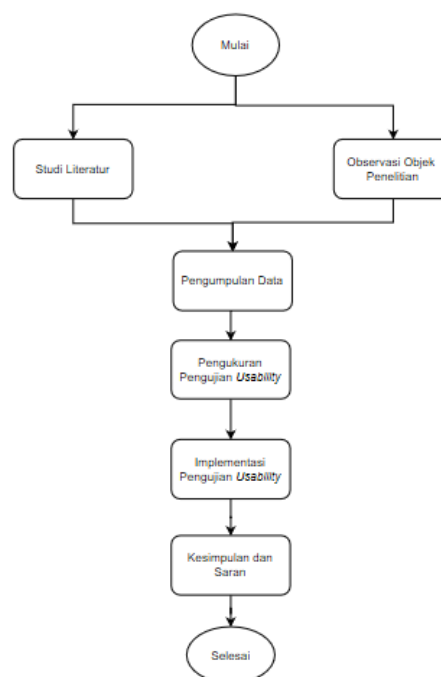 Mulai
Studi Literatur
Observasi Objek
Penelitian
Pengumpulan Data
Pengukuran
Pengujian Usability
Implementasi
Pengujian Usability
Kesimpulan dan
Saran
Selesai